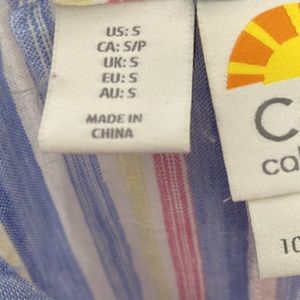 US: S
CA: S/P
UK: S
EU: S
AU: S
MADE IN
CHINA
C
cal
10